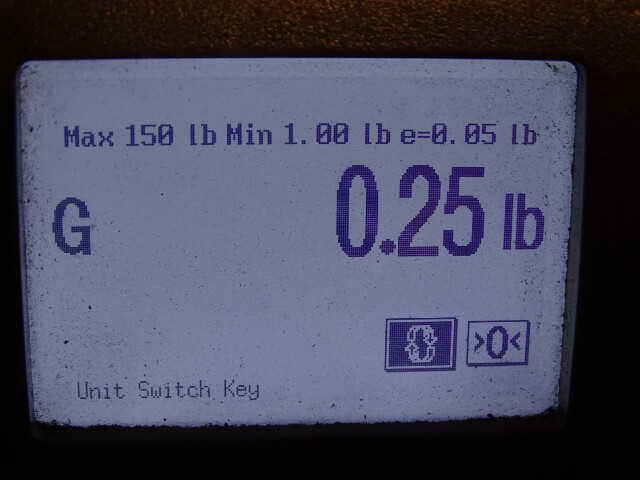 Max 150 lb Min 1.00 lb e=0.05 lb
G 0.25 lb
>0<
Unit Switch Key